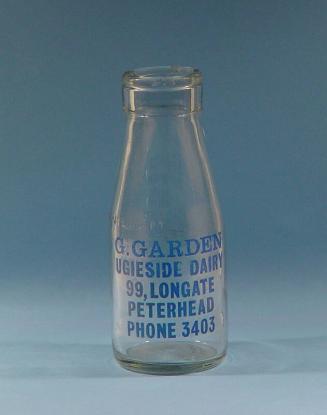 G. GARDEN
UGIESIDE DAIRY
99, LONGATE
PETERHEAD
PHONE 3403